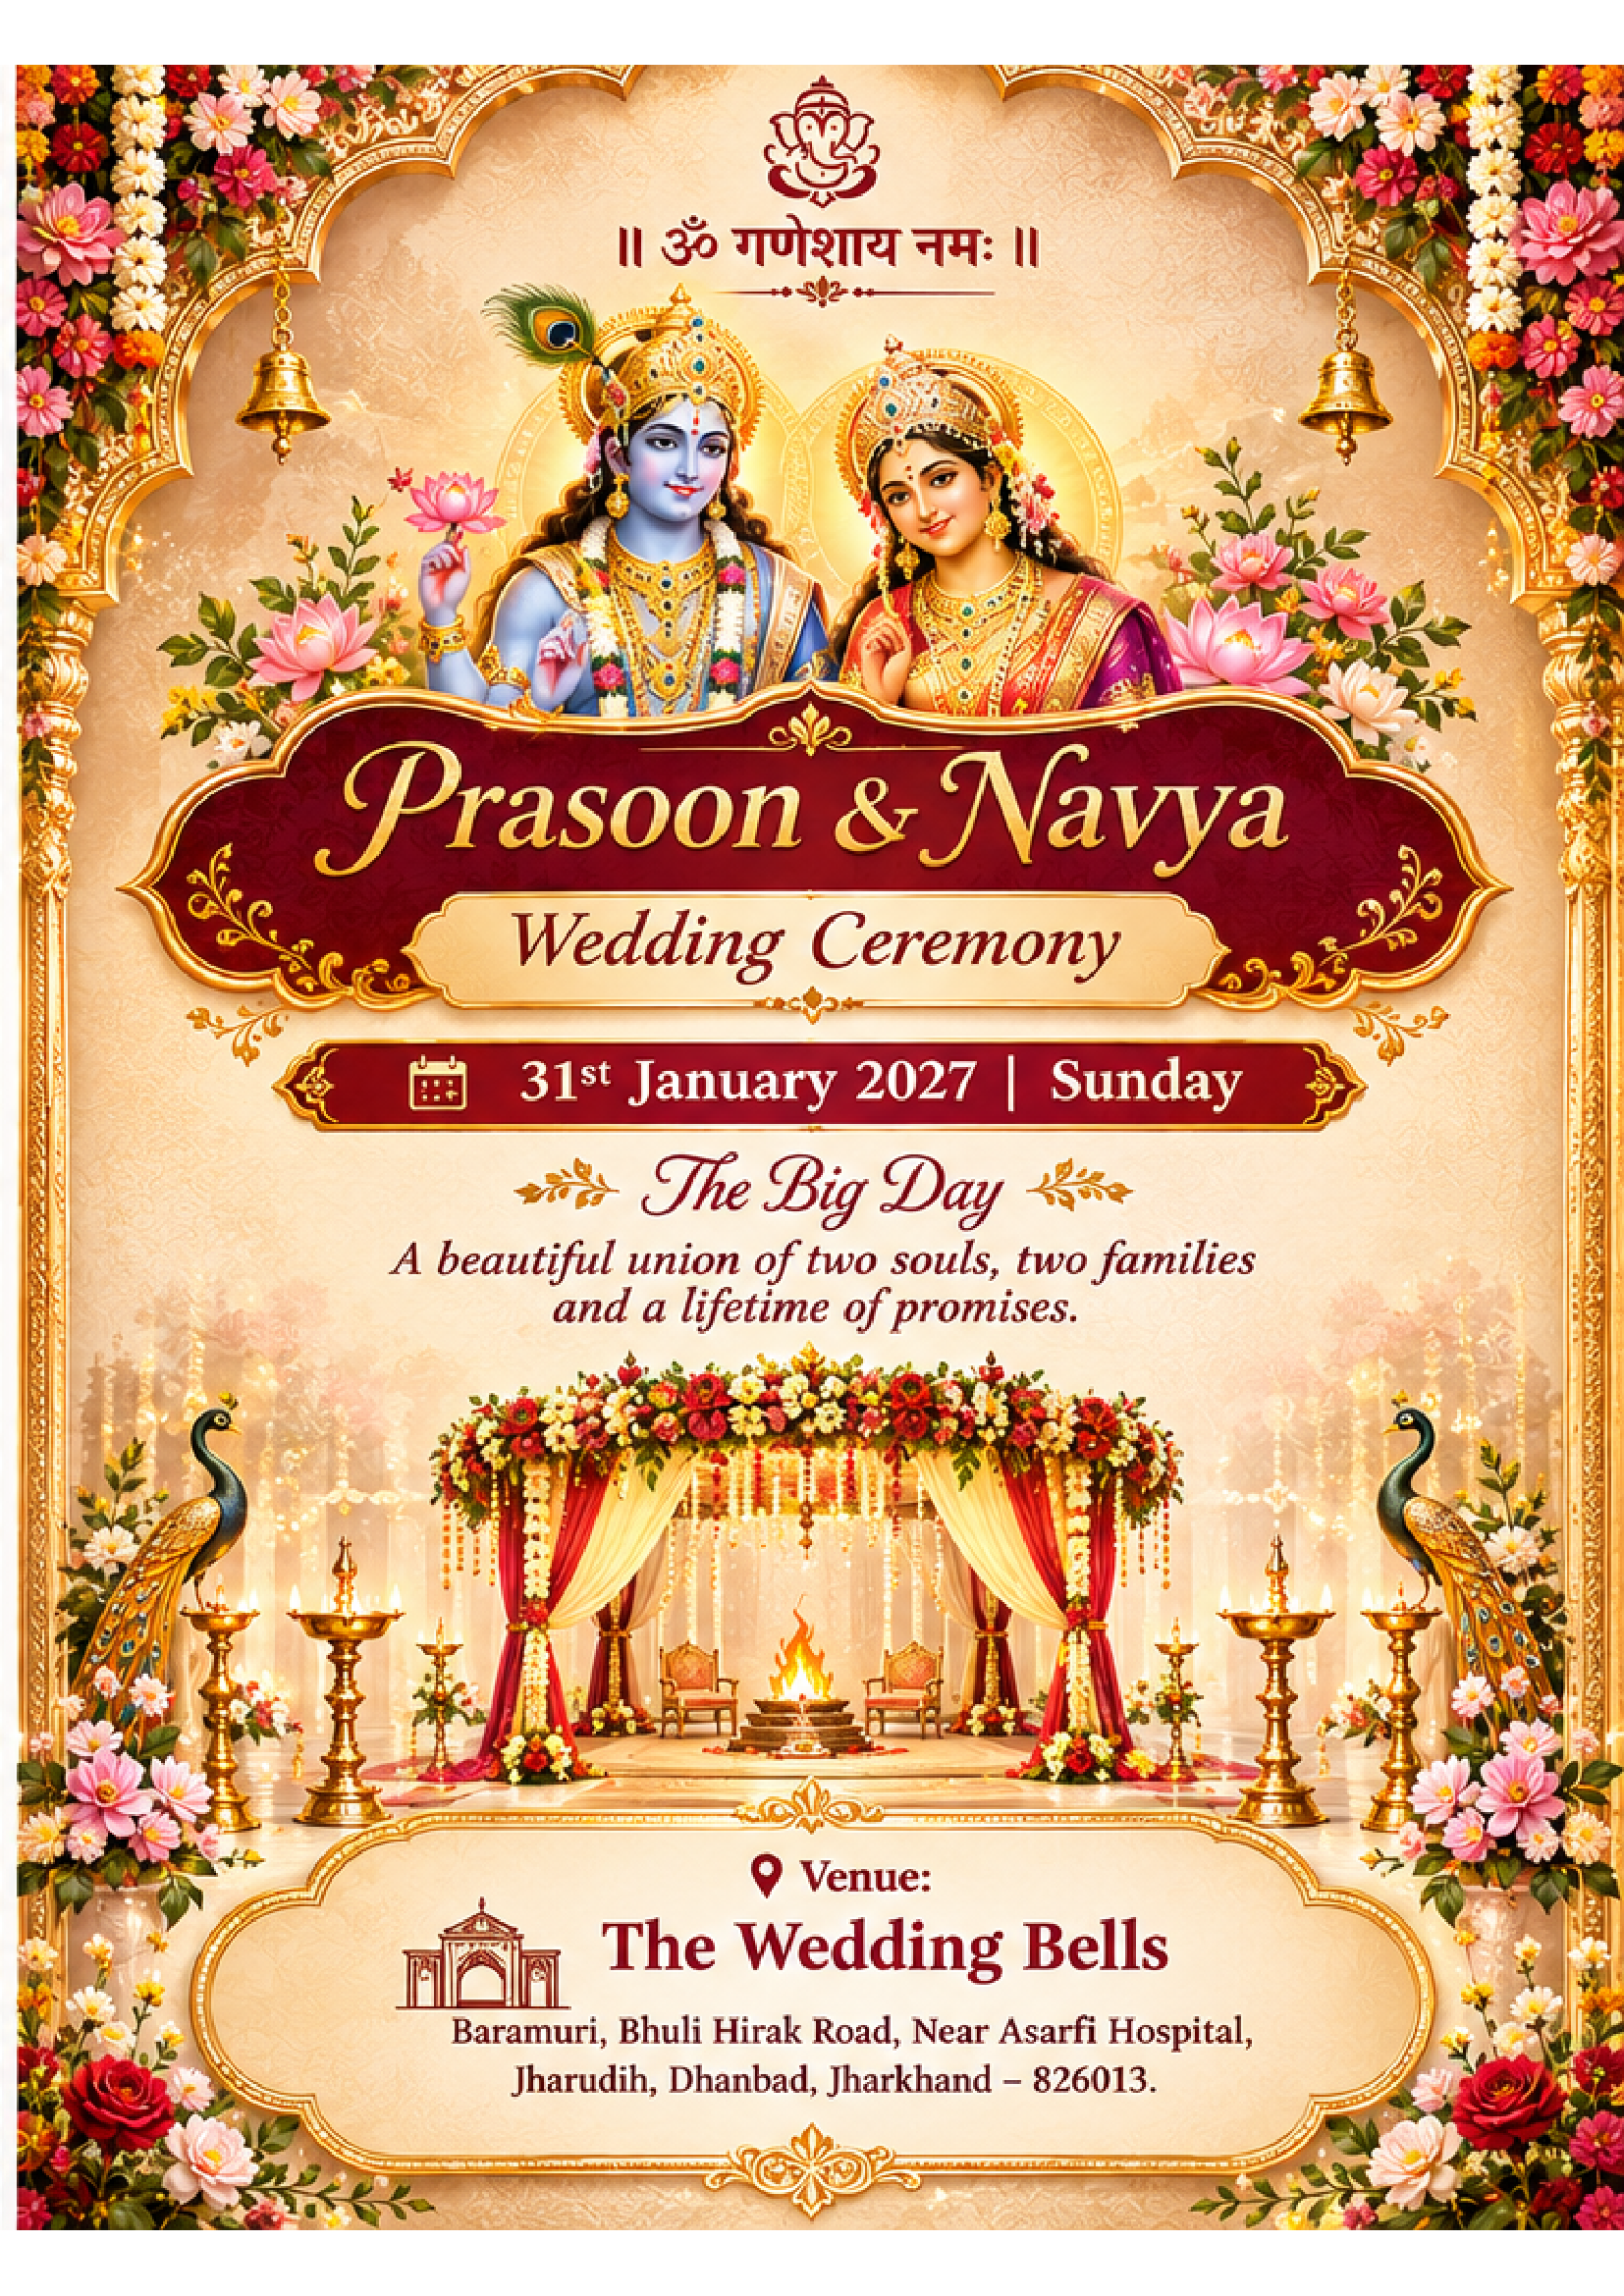 ॥ ॐ गणेशाय नमः ॥
Prasoon & Navya
Wedding Ceremony
31st January 2027 | Sunday
The Big Day
A beautiful union of two souls, two families
and a lifetime of promises.
Venue:
The Wedding Bells
Baramuri, Bhuli Hirak Road, Near Asarfi Hospital,
Jharudih, Dhanbad, Jharkhand – 826013.